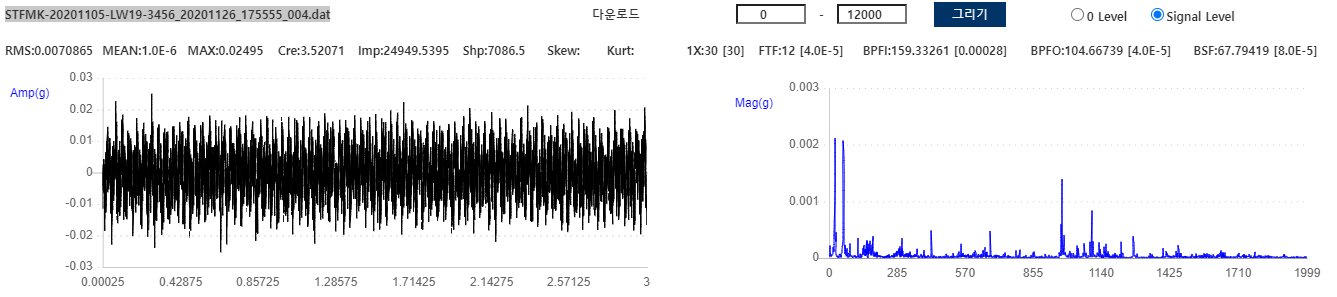 STFMK-20201105-LW19-3456_20201126_175555_004.dat 다운로드
0 - 12000 그리기 0 Level Signal Level
RMS:0.0070865 MEAN:1.0E-6 MAX:0.02495 Cre:3.52071 Imp:24949.5395 Shp:7086.5 Skew: Kurt:
1X:30 [30] FTF:12 [4.0E-5] BPFI:159.33261 [0.00028] BPFO:104.66739 [4.0E-5] BSF:67.79419 [8.0E-5]
Amp(g)
0.03
0.02
0.01
0
-0.01
-0.02
-0.03
0.00025 0.42875 0.85725 1.28575 1.71425 2.14275 2.57125 3
Mag(g)
0.003
0.002
0.001
0
0 285 570 855 1140 1425 1710 1999